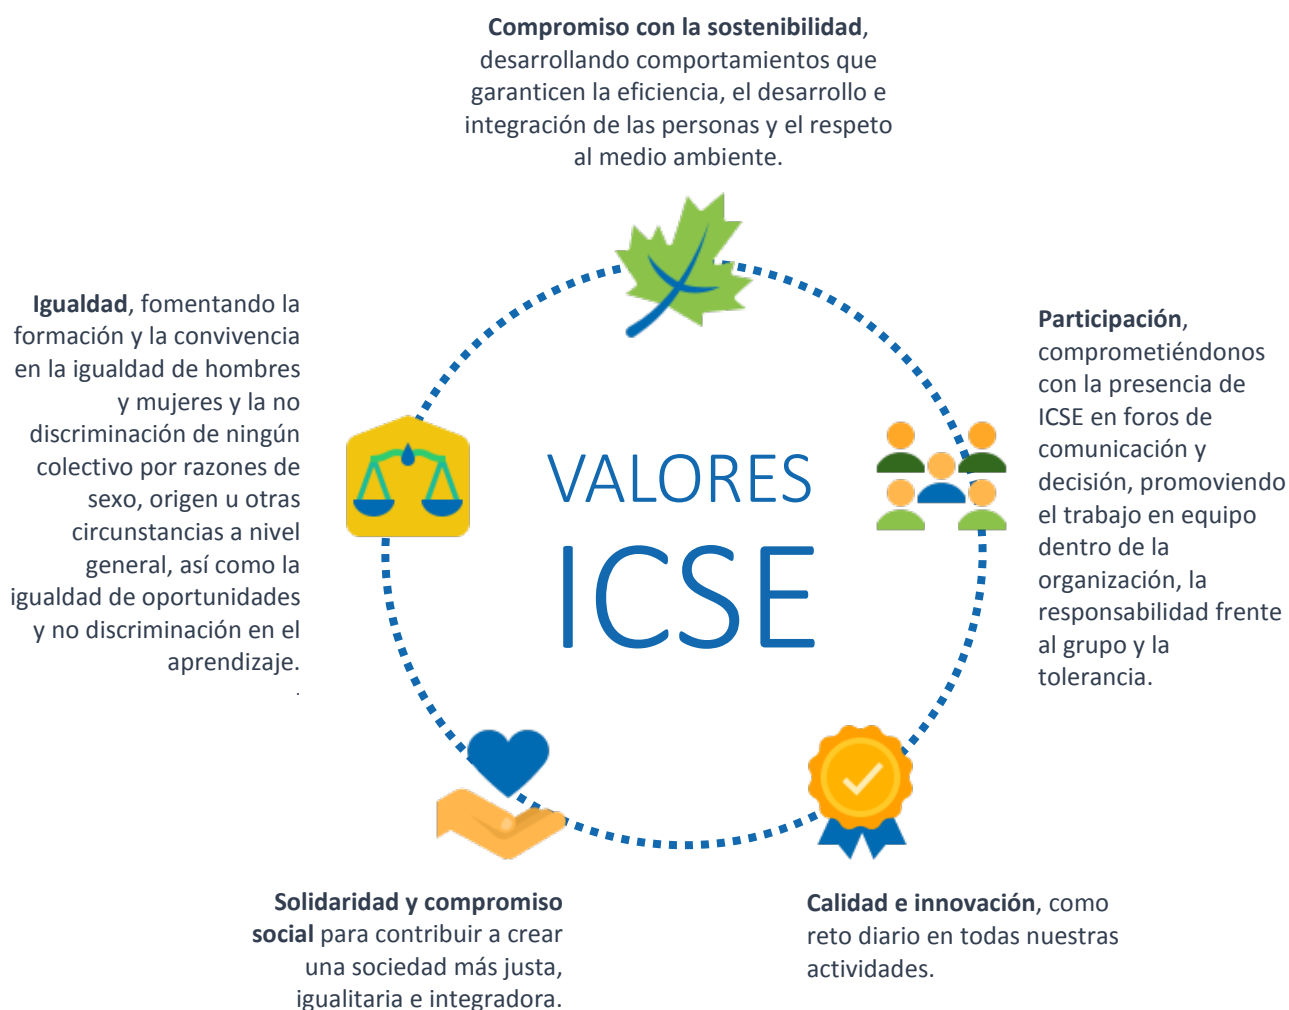 Compromiso con la sostenibilidad,
desarrollando comportamientos que
garanticen la eficiencia, el desarrollo e
integración de las personas y el respeto
al medio ambiente.
Igualdad, fomentando la
formación y la convivencia
en la igualdad de hombres
y mujeres y la no
discriminación de ningún
colectivo por razones de
sexo, origen u otras
circunstancias a nivel
general, así como la
igualdad de oportunidades
y no discriminación en el
aprendizaje.
.
VALORES
ICSE
Participación,
comprometiéndonos
con la presencia de
ICSE en foros de
comunicación y
decisión, promoviendo
el trabajo en equipo
dentro de la
organización, la
responsabilidad frente
al grupo y la
tolerancia.
Solidaridad y compromiso
social para contribuir a crear
una sociedad más justa,
igualitaria e integradora.
Calidad e innovación, como
reto diario en todas nuestras
actividades.